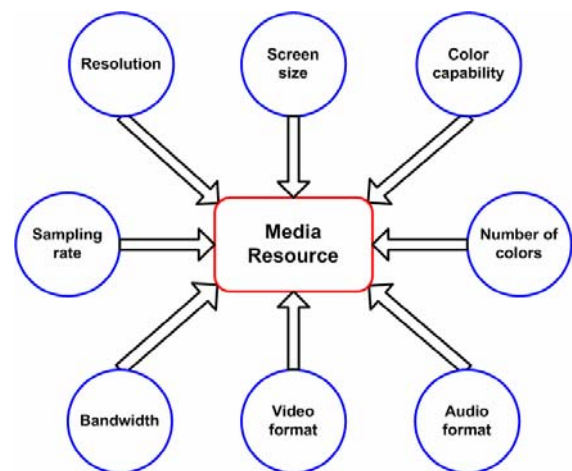 Resolution
Screen
size
Color
capability
Sampling
rate
Media
Resource
Number of
colors
Bandwidth
Video
format
Audio
format